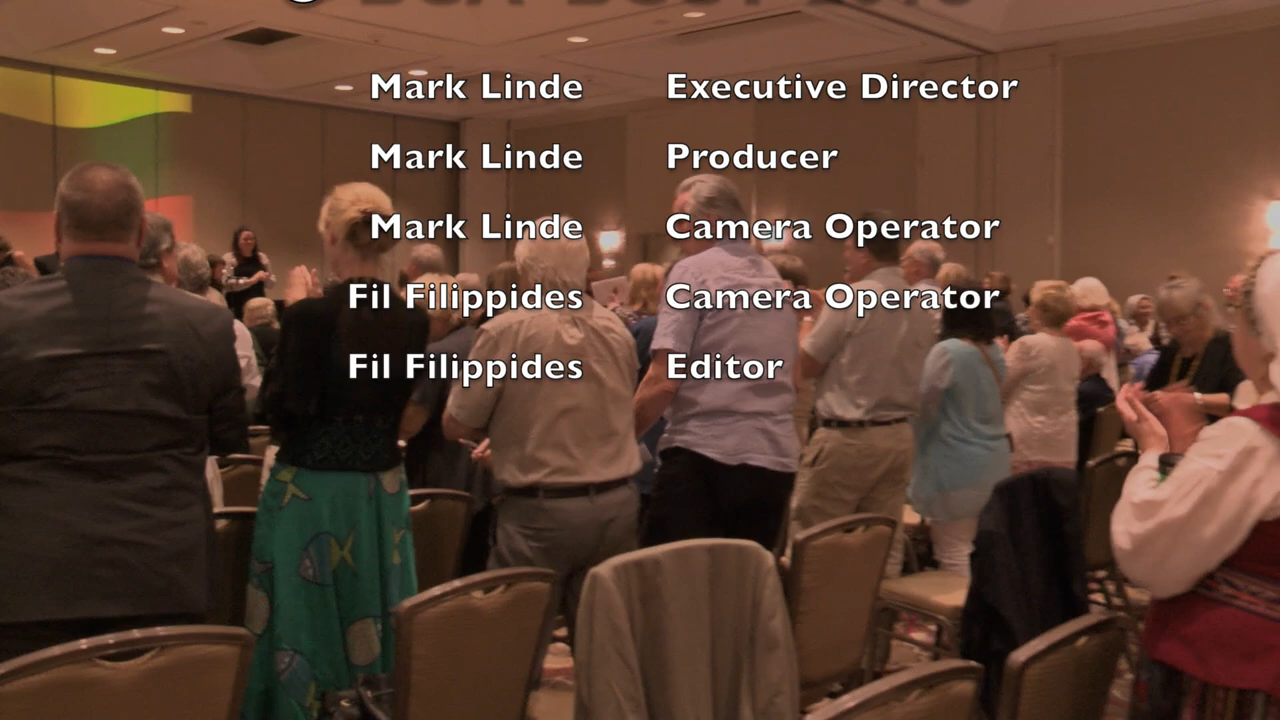 Mark Linde Executive Director
Mark Linde Producer
Mark Linde Camera Operator
Fil Filippides Camera Operator
Fil Filippides Editor